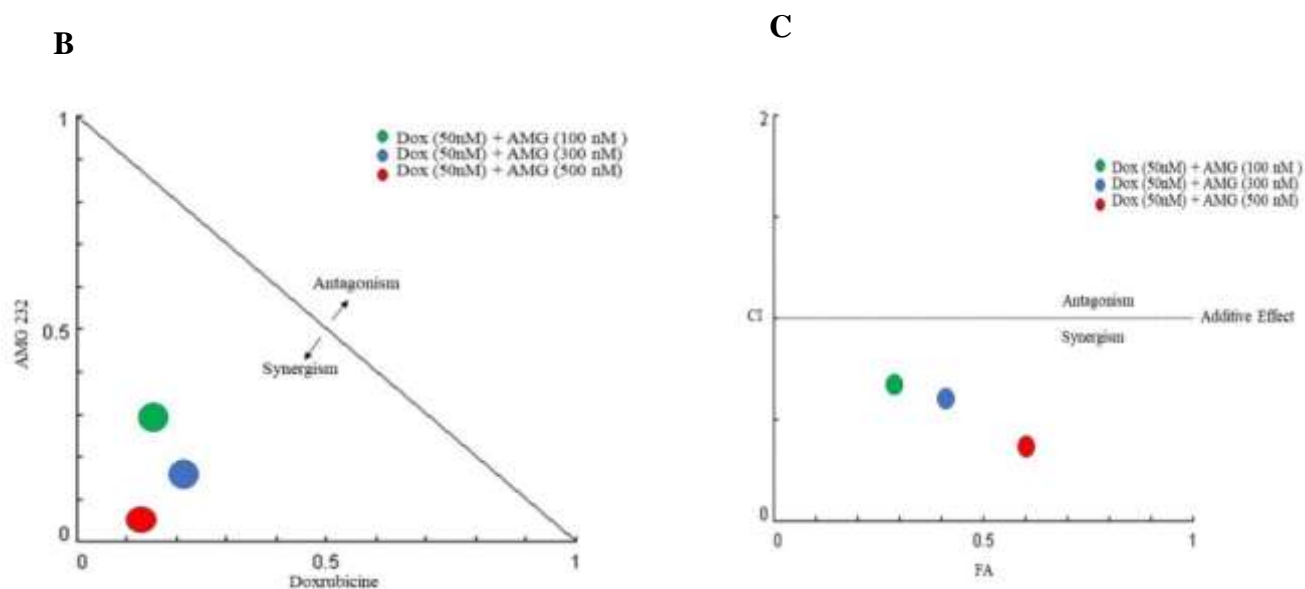 B
1
Dox (50nM) + AMG (100 nM )
Dox (50nM) + AMG (300 nM)
Dox (50nM) + AMG (500 nM)
Antagonism
AMG 232
0.5
Synergism
0
0
0.5
1
Doxrubicine
C
2
Dox (50nM) + AMG (100 nM )
Dox (50nM) + AMG (300 nM)
Dox (50nM) + AMG (500 nM)
Antagonism
CI
Additive Effect
Synergism
0
0
0.5
1
FA